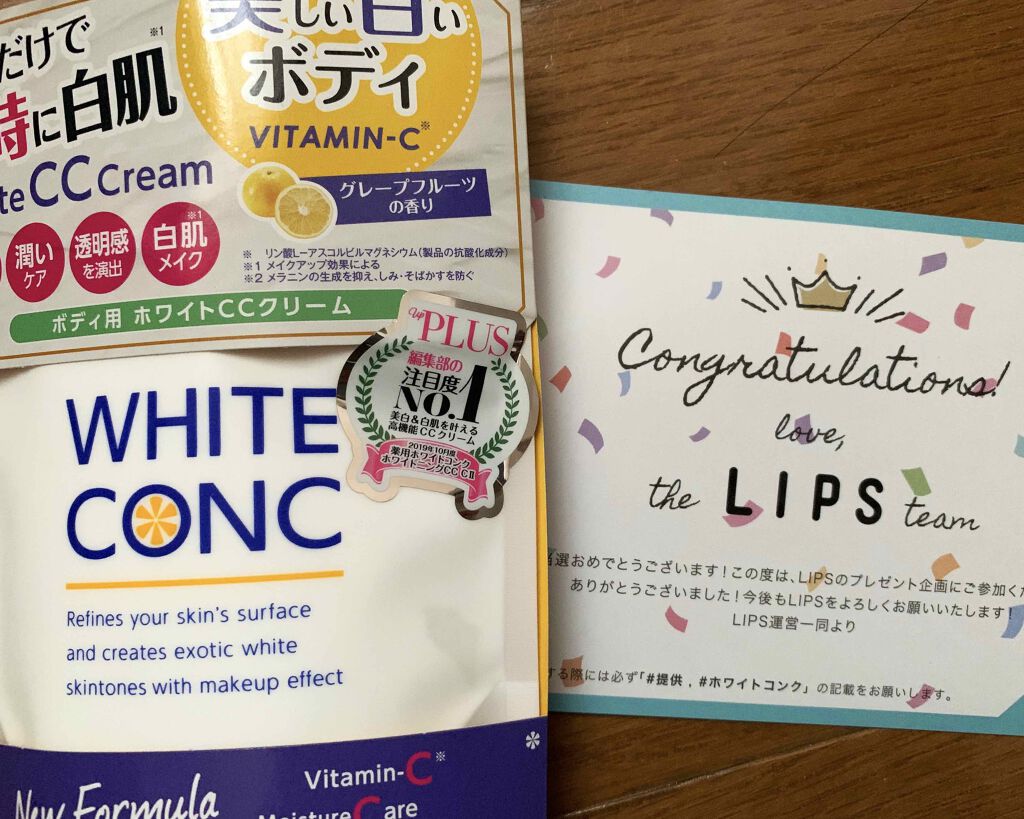 美しい白い
ボディ
VITAMIN-C※
だけで
時に白肌※1
te CC Cream
グレープフルーツ
の香り
潤い
ケア
透明感
を演出
※1
白肌
メイク
※ リン酸L-アスコルビルマグネシウム(製品の抗酸化成分)
※1 メイクアップ効果による
※2 メラニンの生成を抑え、しみ・そばかすを防ぐ
ボディ用 ホワイトCCクリーム
up PLUS
編集部の
注目度
NO.1
美白&白肌を叶える
高機能CCクリーム
2019年10月度
薬用ホワイトコンク
ホワイトニングCC CⅡ
WHITE
CONC
Refines your skin's surface
and creates exotic white
skintones with makeup effect
New Formula
Vitamin-C※
Moisture Care
Congratulations!
love,
the LIPS team
当選おめでとうございます!この度は、LIPSのプレゼント企画にご参加くだ
ありがとうございました!今後もLIPSをよろしくお願いいたします!
LIPS運営一同より
する際には必ず「#提供 , #ホワイトコンク」の記載をお願いします。